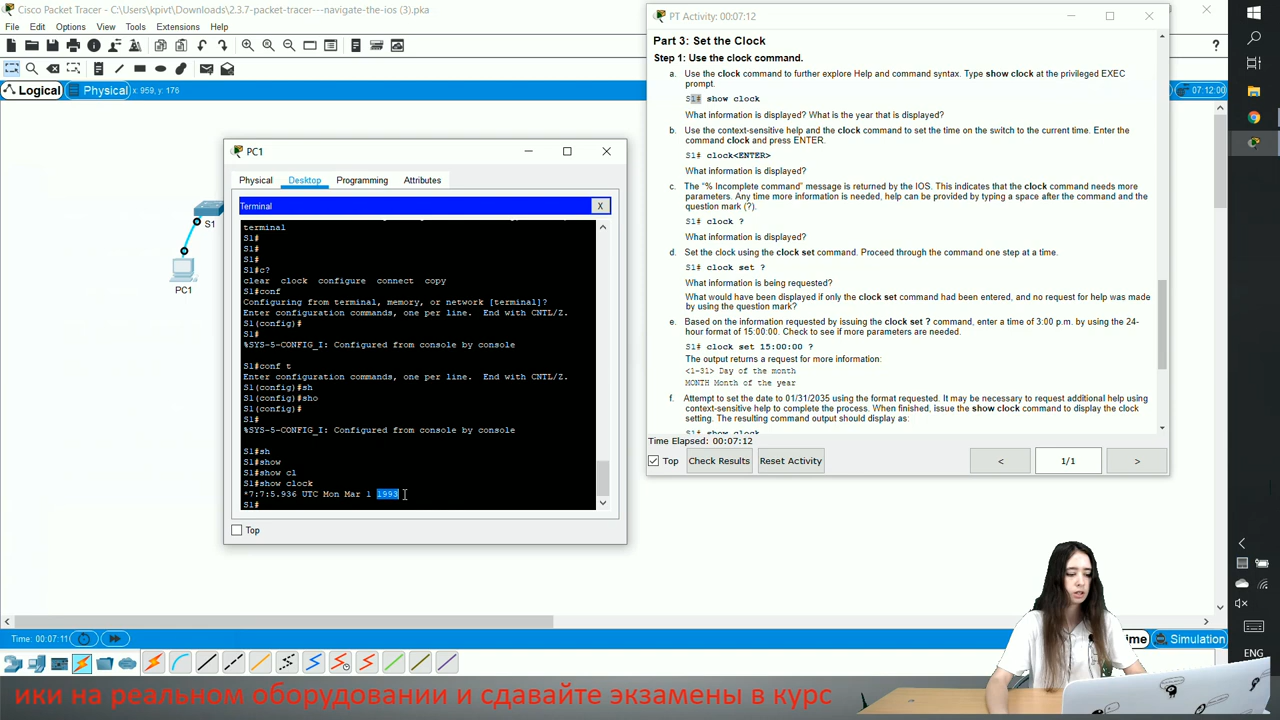 Cisco Packet Tracer - C:\Users\kpivt\Downloads\2.3.7-packet-tracer---navigate-the-ios (3).pka
File Edit Options View Tools Extensions Help
?
Logical Physical x: 959, y: 176
07:12:00
S1
PC1
PC1
Physical Desktop Programming Attributes
Terminal X
terminal
S1#
S1#
S1#
S1#c?
clear clock configure connect copy
S1#conf
Configuring from terminal, memory, or network [terminal]?
Enter configuration commands, one per line. End with CNTL/Z.
S1(config)#
S1#
%SYS-5-CONFIG_I: Configured from console by console
S1#conf t
Enter configuration commands, one per line. End with CNTL/Z.
S1(config)#sh
S1(config)#sho
S1(config)#
S1#
%SYS-5-CONFIG_I: Configured from console by console
S1#sh
S1#show
S1#show cl
S1#show clock
*7:7:5.936 UTC Mon Mar 1 1993
S1#
Top
PT Activity: 00:07:12
Part 3: Set the Clock
Step 1: Use the clock command.
a. Use the clock command to further explore Help and command syntax. Type show clock at the privileged EXEC
prompt.
S1# show clock
What information is displayed? What is the year that is displayed?
b. Use the context-sensitive help and the clock command to set the time on the switch to the current time. Enter the
command clock and press ENTER.
S1# clock<ENTER>
What information is displayed?
c. The “% Incomplete command” message is returned by the IOS. This indicates that the clock command needs more
parameters. Any time more information is needed, help can be provided by typing a space after the command and the
question mark (?).
S1# clock ?
What information is displayed?
d. Set the clock using the clock set command. Proceed through the command one step at a time.
S1# clock set ?
What information is being requested?
What would have been displayed if only the clock set command had been entered, and no request for help was made
by using the question mark?
e. Based on the information requested by issuing the clock set ? command, enter a time of 3:00 p.m. by using the 24-
hour format of 15:00:00. Check to see if more parameters are needed.
S1# clock set 15:00:00 ?
The output returns a request for more information:
<1-31> Day of the month
MONTH Month of the year
f. Attempt to set the date to 01/31/2035 using the format requested. It may be necessary to request additional help using
context-sensitive help to complete the process. When finished, issue the show clock command to display the clock
setting. The resulting command output should display as:
S1# show clock
Time Elapsed: 00:07:12
Top Check Results Reset Activity < 1/1 >
Time: 00:07:11
ime Simulation
ENG
ики на реальном оборудовании и сдавайте экзамены в курс